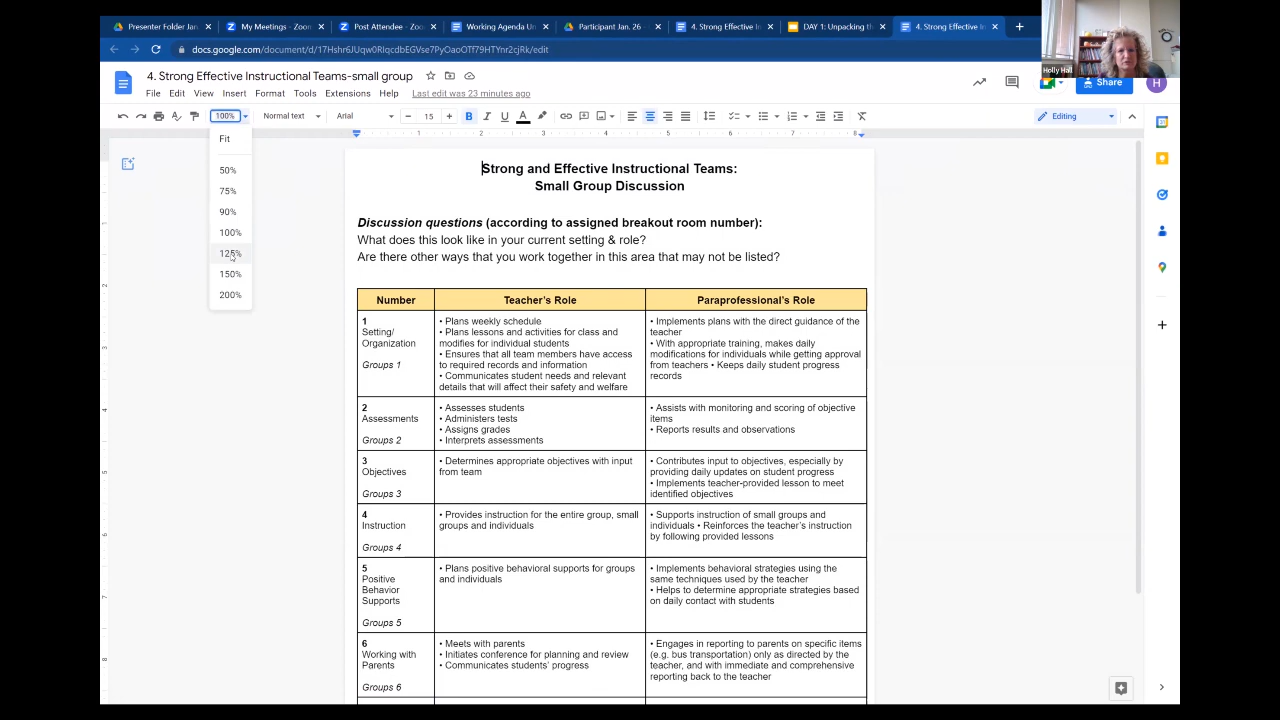 Presenter Folder Jan.
My Meetings - Zoom
Post Attendee - Zoom
Working Agenda Un
Participant Jan. 26
4. Strong Effective In
DAY 1: Unpacking th
4. Strong Effective In
docs.google.com/document/d/17Hshr6JUqw0RIqcdbEGVse7PyOaoOTf79HTYnr2cjRk/edit
Holly Hall
4. Strong Effective Instructional Teams-small group
File Edit View Insert Format Tools Extensions Help Last edit was 23 minutes ago
Share
H
100% Normal text Arial 15 B I U A Editing
Fit
50%
75%
90%
100%
125%
150%
200%
1 2 3 4 5 6 7 8
Strong and Effective Instructional Teams:
Small Group Discussion
Discussion questions (according to assigned breakout room number):
What does this look like in your current setting & role?
Are there other ways that you work together in this area that may not be listed?
Number Teacher's Role Paraprofessional's Role
1
Setting/
Organization
Groups 1
• Plans weekly schedule
• Plans lessons and activities for class and
modifies for individual students
• Ensures that all team members have access
to required records and information
• Communicates student needs and relevant
details that will affect their safety and welfare
• Implements plans with the direct guidance of the
teacher
• With appropriate training, makes daily
modifications for individuals while getting approval
from teachers • Keeps daily student progress
records
2
Assessments
Groups 2
• Assesses students
• Administers tests
• Assigns grades
• Interprets assessments
• Assists with monitoring and scoring of objective
items
• Reports results and observations
3
Objectives
Groups 3
• Determines appropriate objectives with input
from team
• Contributes input to objectives, especially by
providing daily updates on student progress
• Implements teacher-provided lesson to meet
identified objectives
4
Instruction
Groups 4
• Provides instruction for the entire group, small
groups and individuals
• Supports instruction of small groups and
individuals • Reinforces the teacher's instruction
by following provided lessons
5
Positive
Behavior
Supports
Groups 5
• Plans positive behavioral supports for groups
and individuals
• Implements behavioral strategies using the
same techniques used by the teacher
• Helps to determine appropriate strategies based
on daily contact with students
6
Working with
Parents
Groups 6
• Meets with parents
• Initiates conference for planning and review
• Communicates students' progress
• Engages in reporting to parents on specific items
(e.g. bus transportation) only as directed by the
teacher, and with immediate and comprehensive
reporting back to the teacher